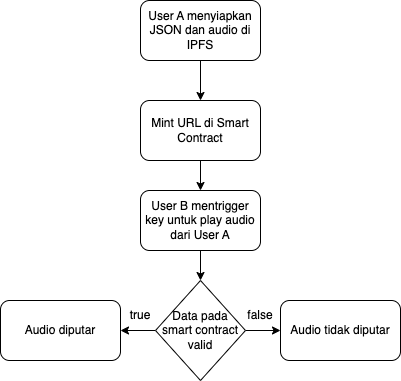 User A menyiapkan
JSON dan audio di
IPFS
Mint URL di Smart
Contract
User B mentrigger
key untuk play audio
dari User A
true
Data pada
smart contract
valid
false
Audio diputar
Audio tidak diputar